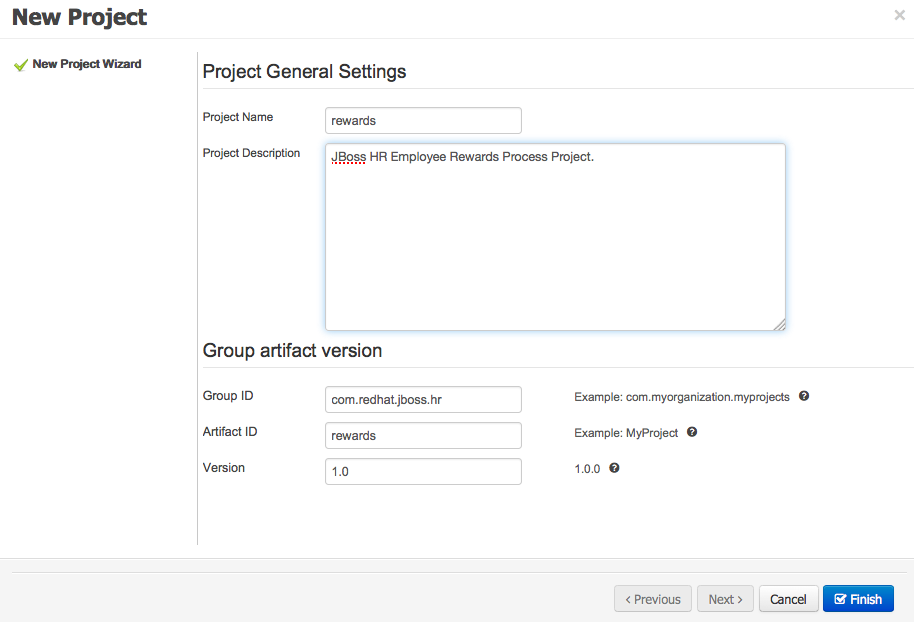 New Project
×
New Project Wizard
Project General Settings
Project Name
rewards
Project Description
JBoss HR Employee Rewards Process Project.
Group artifact version
Group ID
com.redhat.jboss.hr
Example: com.myorganization.myprojects ?
Artifact ID
rewards
Example: MyProject ?
Version
1.0
1.0.0 ?
‹ Previous
Next ›
Cancel
Finish